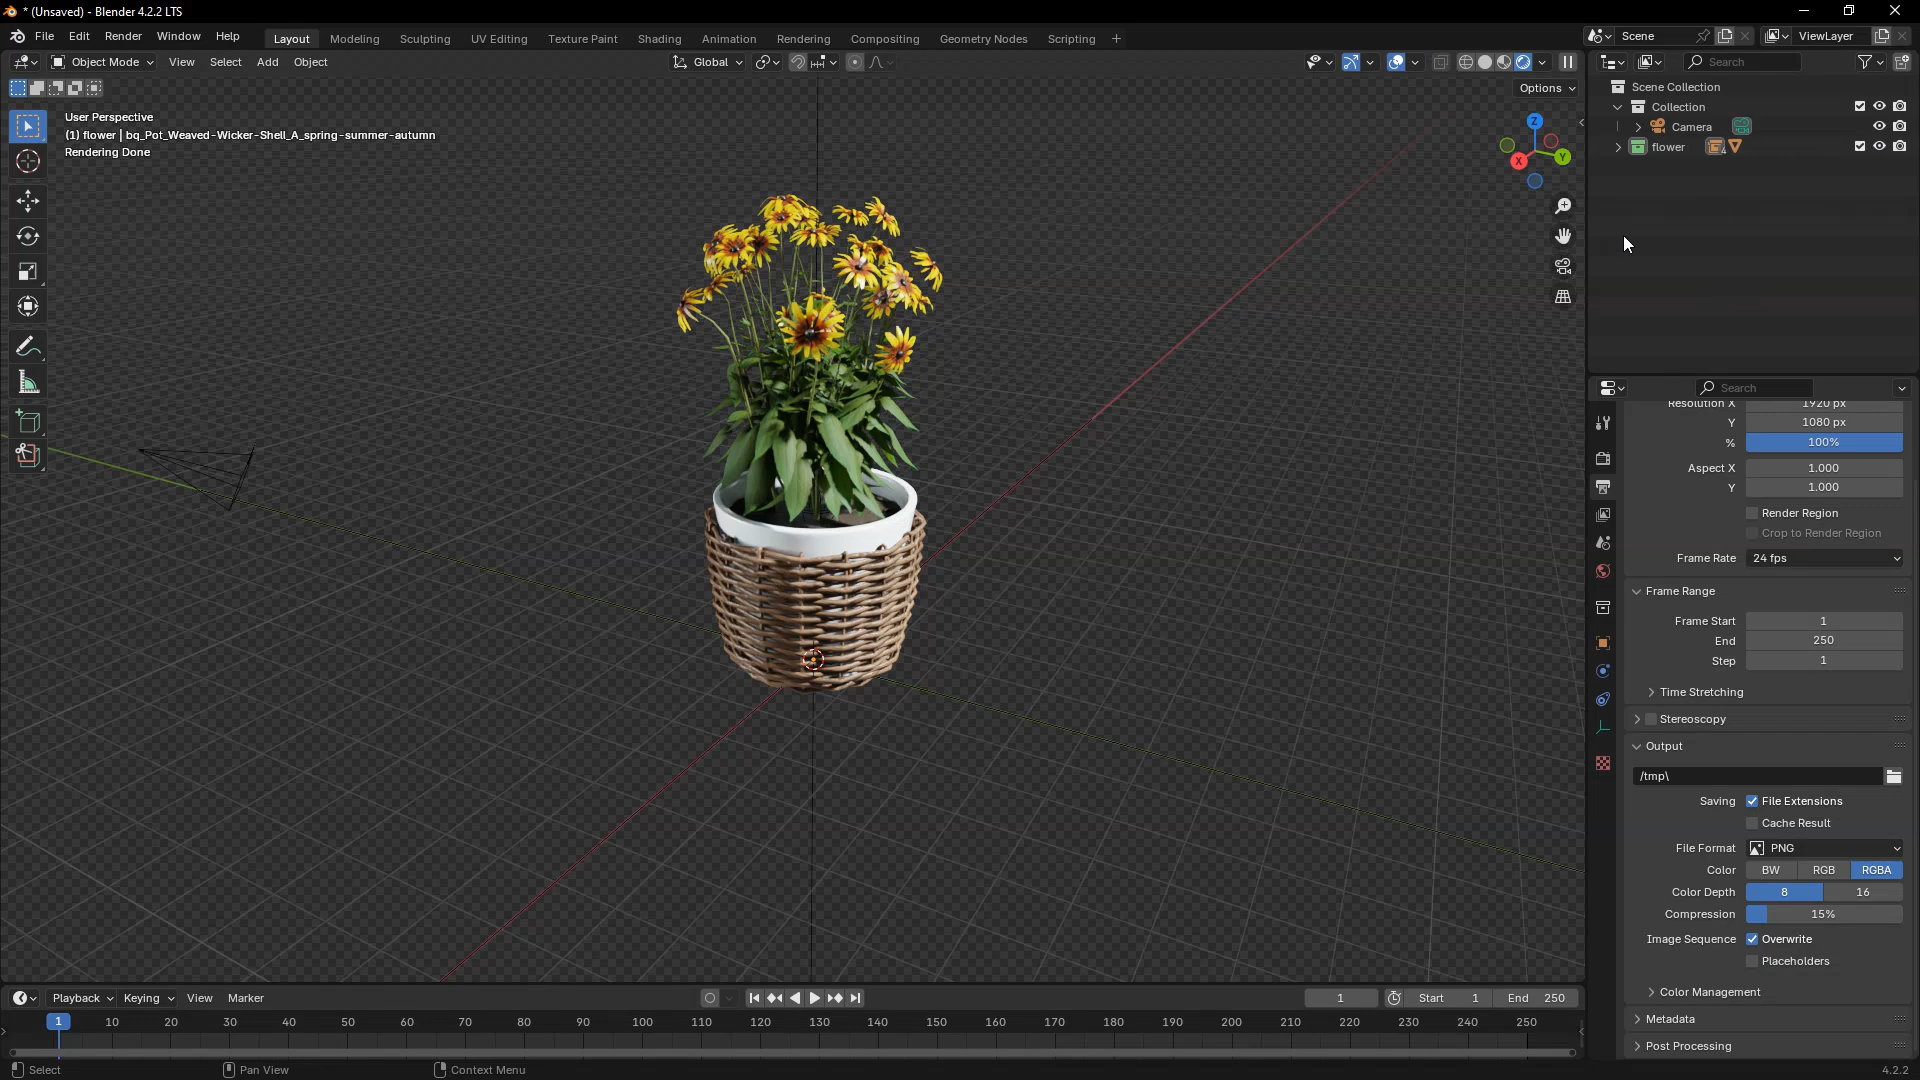 * (Unsaved) - Blender 4.2.2 LTS
File Edit Render Window Help Layout Modeling Sculpting UV Editing Texture Paint Shading Animation Rendering Compositing Geometry Nodes Scripting + Scene ViewLayer
Object Mode View Select Add Object Global Search
Options
User Perspective
(1) flower | bq_Pot_Weaved-Wicker-Shell_A_spring-summer-autumn
Rendering Done
Z
X
Y
Scene Collection
Collection
Camera
flower
Search
Resolution X 1920 px
Y 1080 px
% 100%
Aspect X 1.000
Y 1.000
Render Region
Crop to Render Region
Frame Rate 24 fps
Frame Range
Frame Start 1
End 250
Step 1
Time Stretching
Stereoscopy
Output
/tmp\
Saving File Extensions
Cache Result
File Format PNG
Color BW RGB RGBA
Color Depth 8 16
Compression 15%
Image Sequence Overwrite
Placeholders
Color Management
Metadata
Post Processing
Playback Keying View Marker 1 Start 1 End 250
1 10 20 30 40 50 60 70 80 90 100 110 120 130 140 150 160 170 180 190 200 210 220 230 240 250
Select Pan View Context Menu 4.2.2